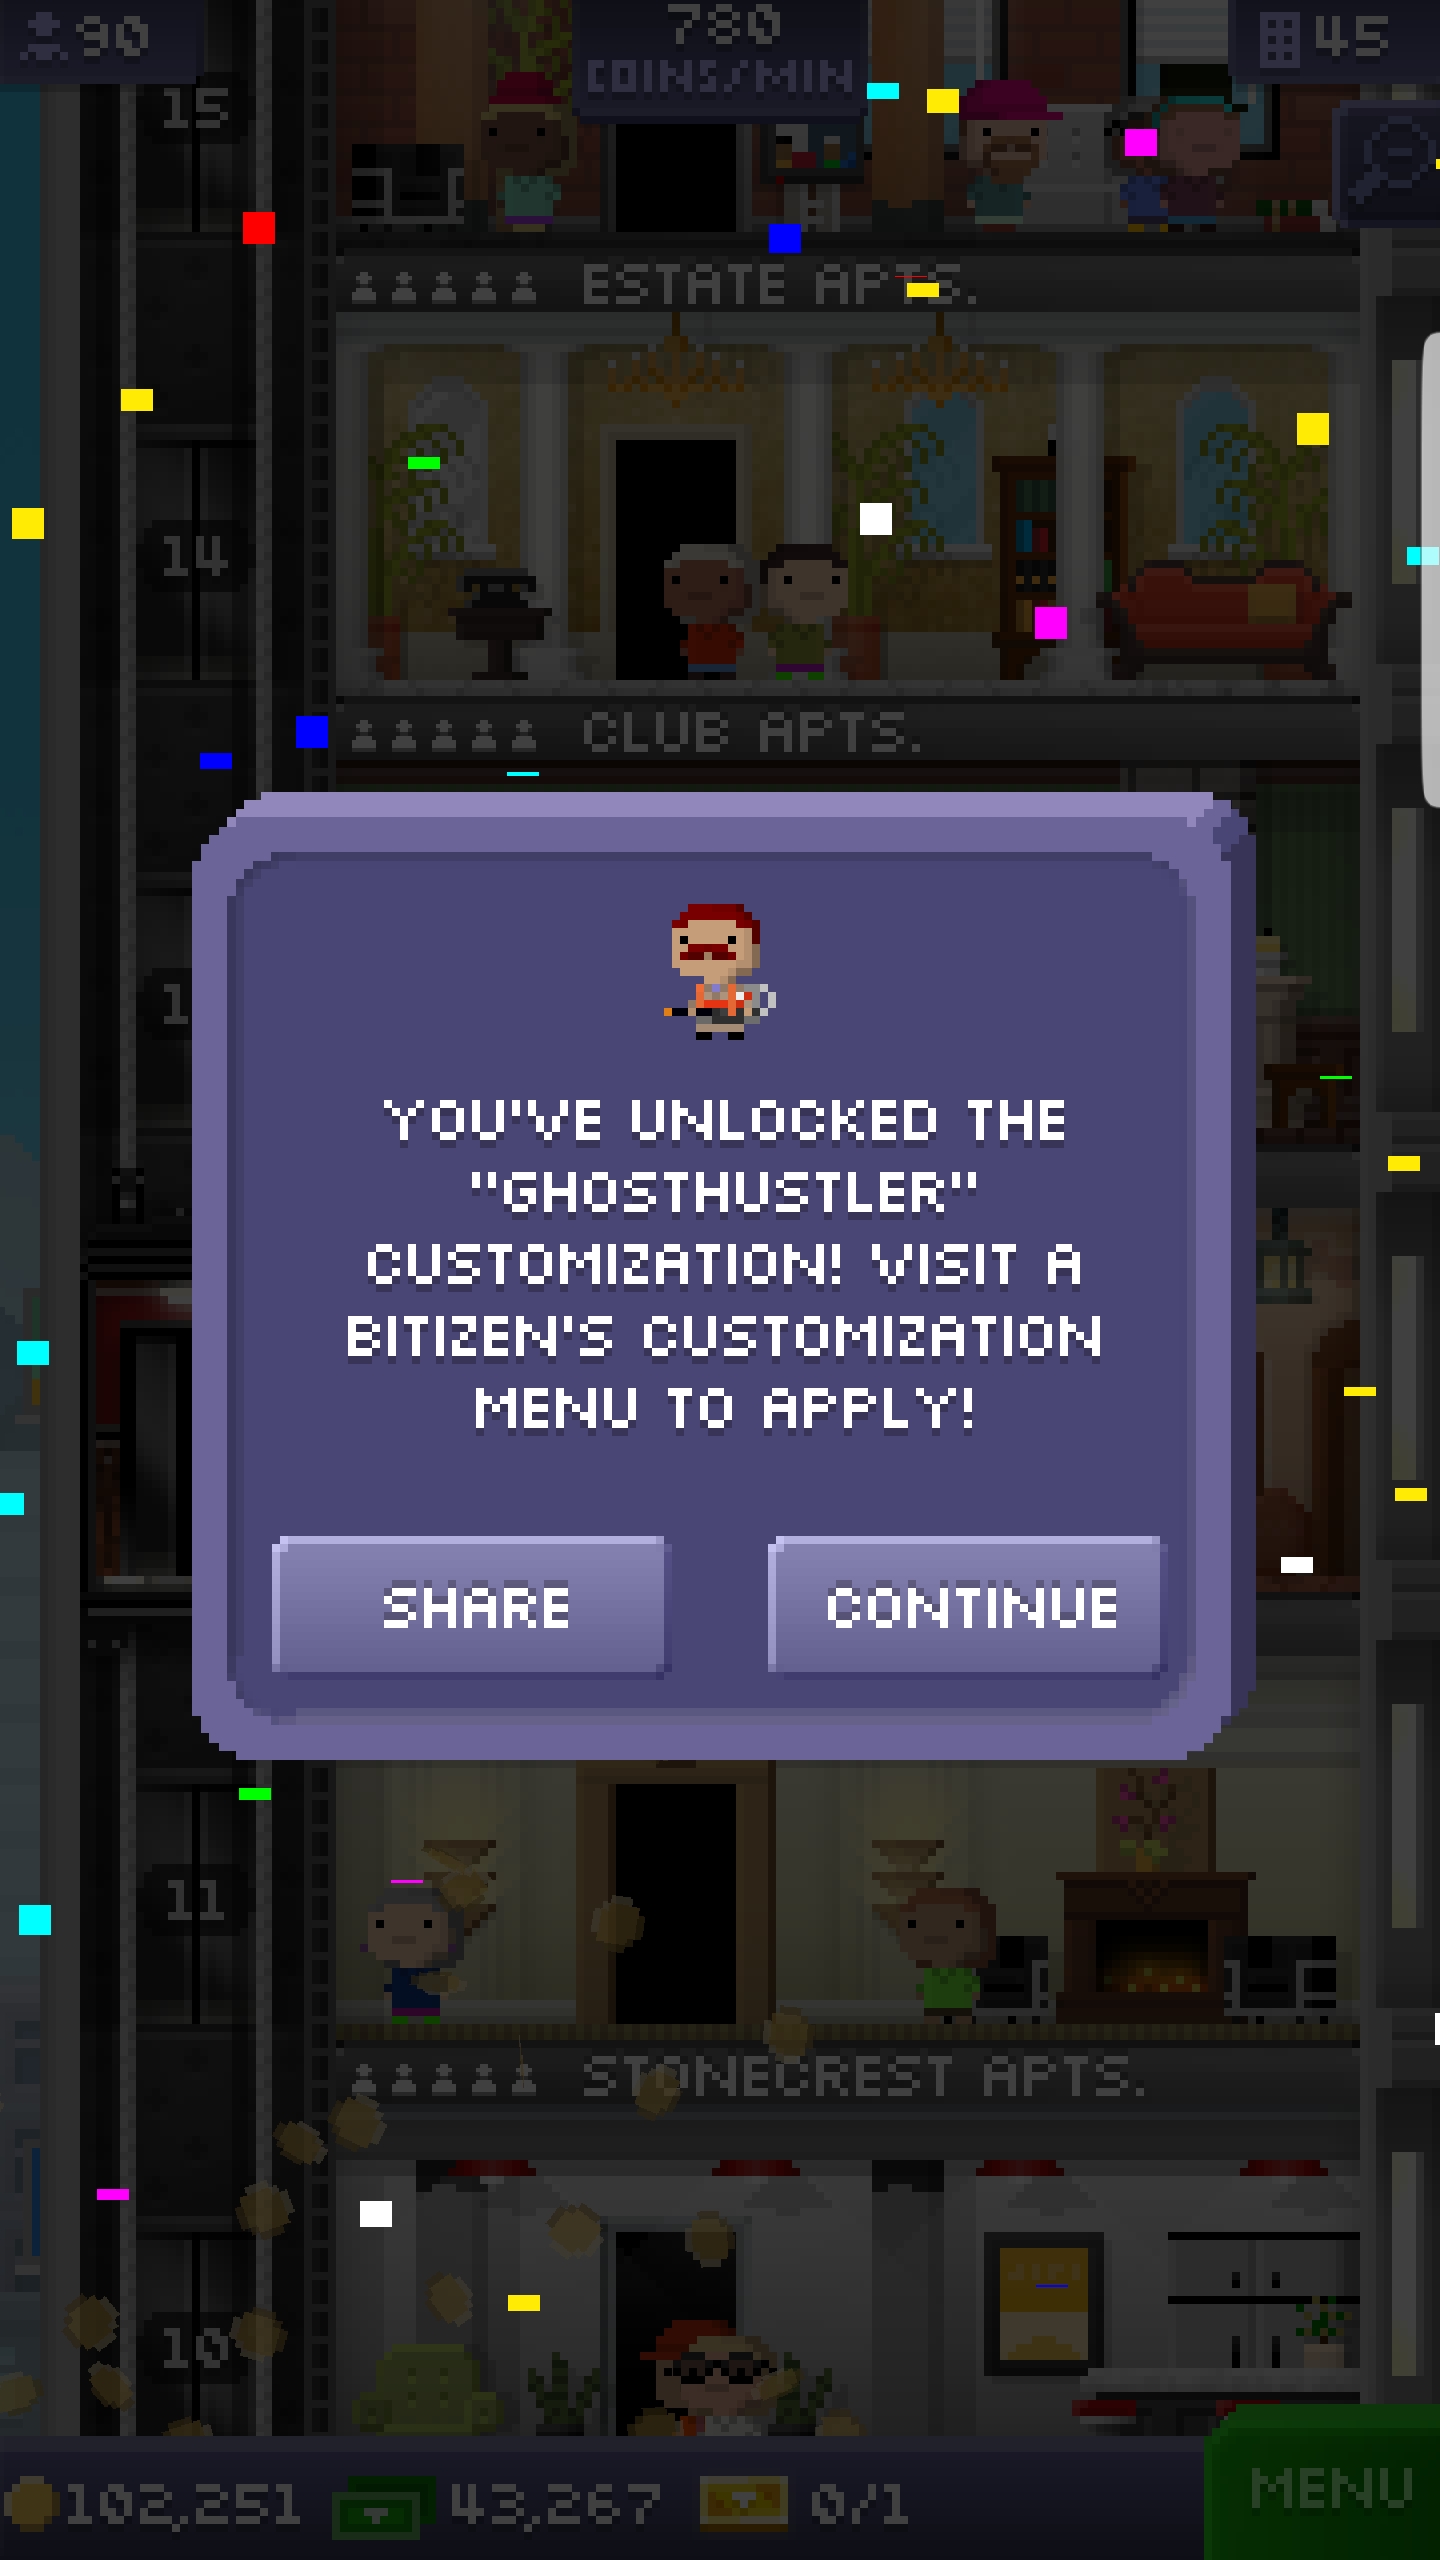 90
780
COINS/MIN
45
15
ESTATE APTS.
14
CLUB APTS.
1
YOU'VE UNLOCKED THE
"GHOSTHUSTLER"
CUSTOMIZATION! VISIT A
BITIZEN'S CUSTOMIZATION
MENU TO APPLY!
SHARE
CONTINUE
11
STONECREST APTS.
10
102,251
43,267
0/1
MENU